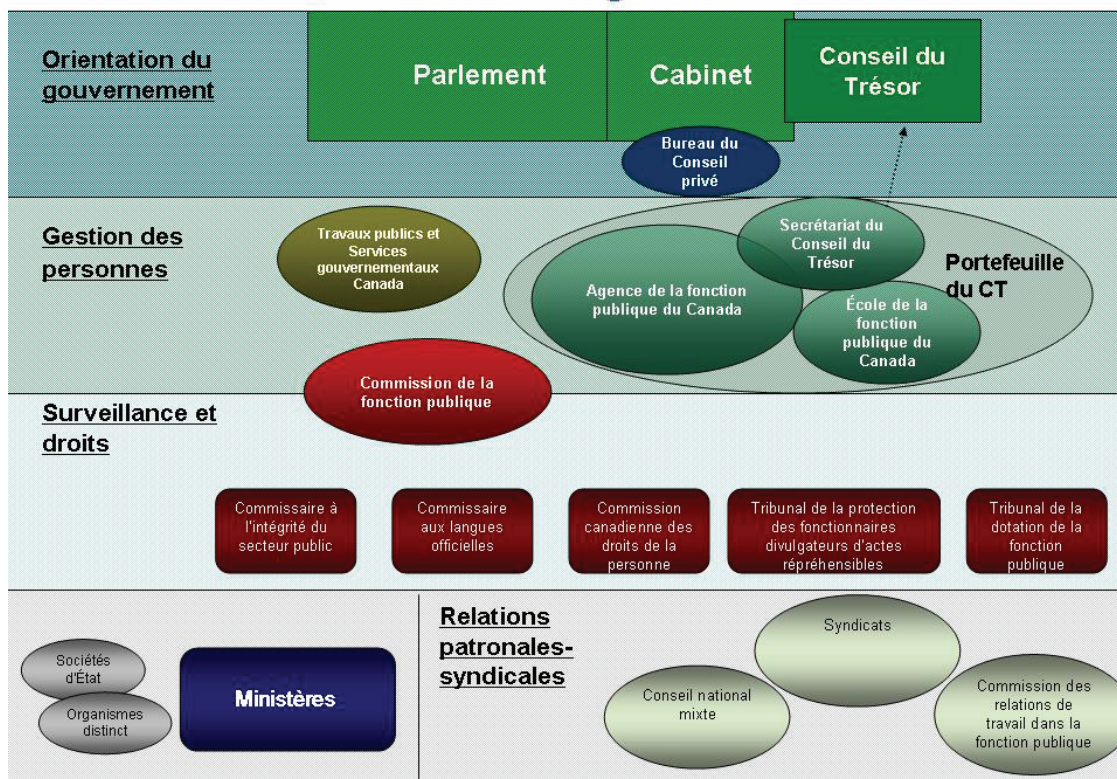 Orientation du
gouvernement
Parlement
Cabinet
Conseil du
Trésor
Bureau du
Conseil
privé
Gestion des
personnes
Travaux publics et
Services
gouvernementaux
Canada
Agence de la fonction
publique du Canada
Secrétariat du
Conseil du
Trésor
Portefeuille
du CT
École de la
fonction
publique du
Canada
Commission de la
fonction publique
Surveillance et
droits
Commissaire à
l'intégrité du
secteur public
Commissaire
aux langues
officielles
Commission
canadienne des
droits de la
personne
Tribunal de la protection
des fonctionnaires
divulgateurs d'actes
répréhensibles
Tribunal de la
dotation de la
fonction
publique
Sociétés
d'État
Organismes
distinct
Ministères
Relations
patronales-
syndicales
Conseil national
mixte
Syndicats
Commission des
relations de
travail dans la
fonction publique